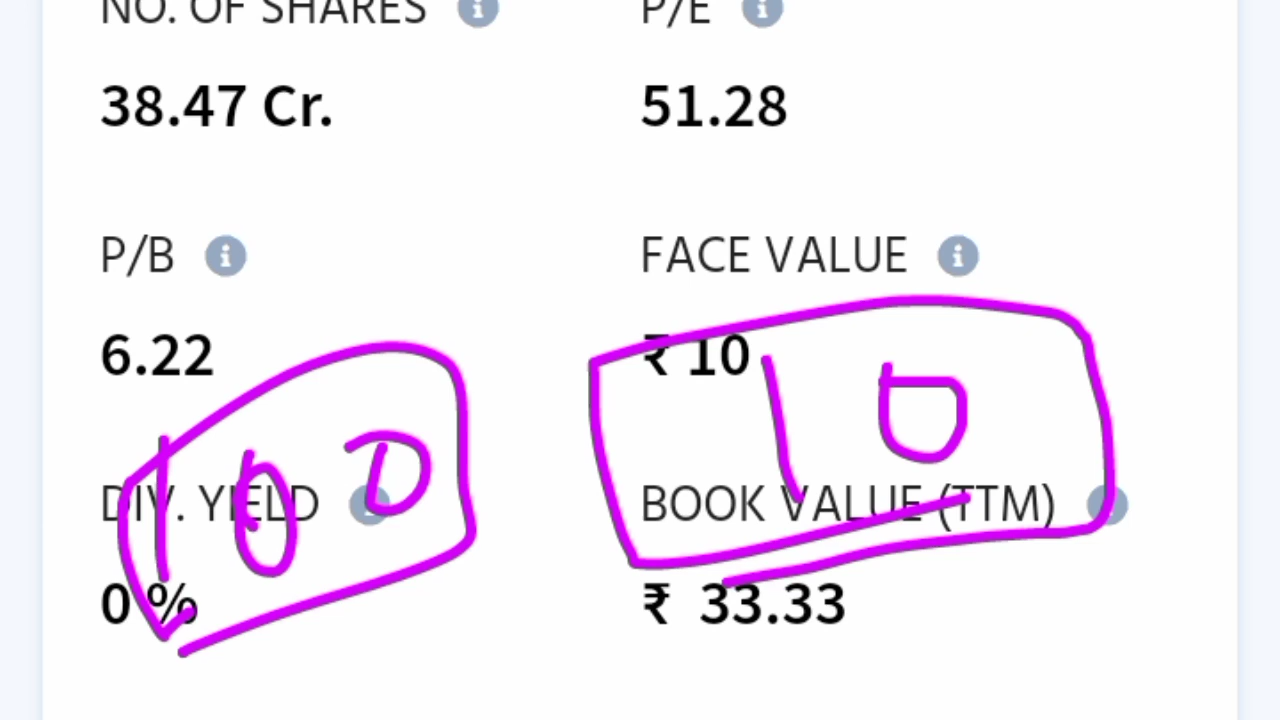 NO. OF SHARES P/E
38.47 Cr. 51.28
P/B FACE VALUE
6.22 ₹ 10
100 10
DIV. YIELD BOOK VALUE (TTM)
0 % ₹ 33.33